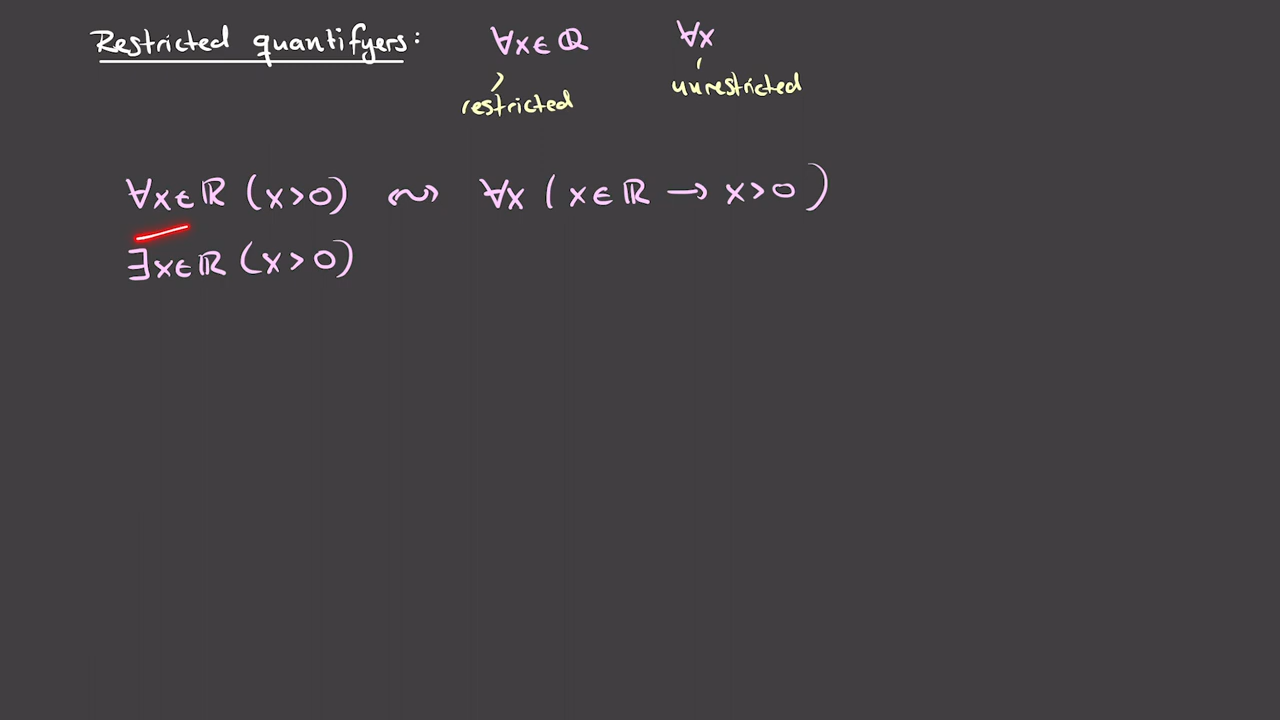 Restricted quantifyers: ∀x∈ℚ ∀x
restricted unrestricted
∀x∈ℝ (x>0) ⇝ ∀x (x∈ℝ → x>0)
∃x∈ℝ (x>0)